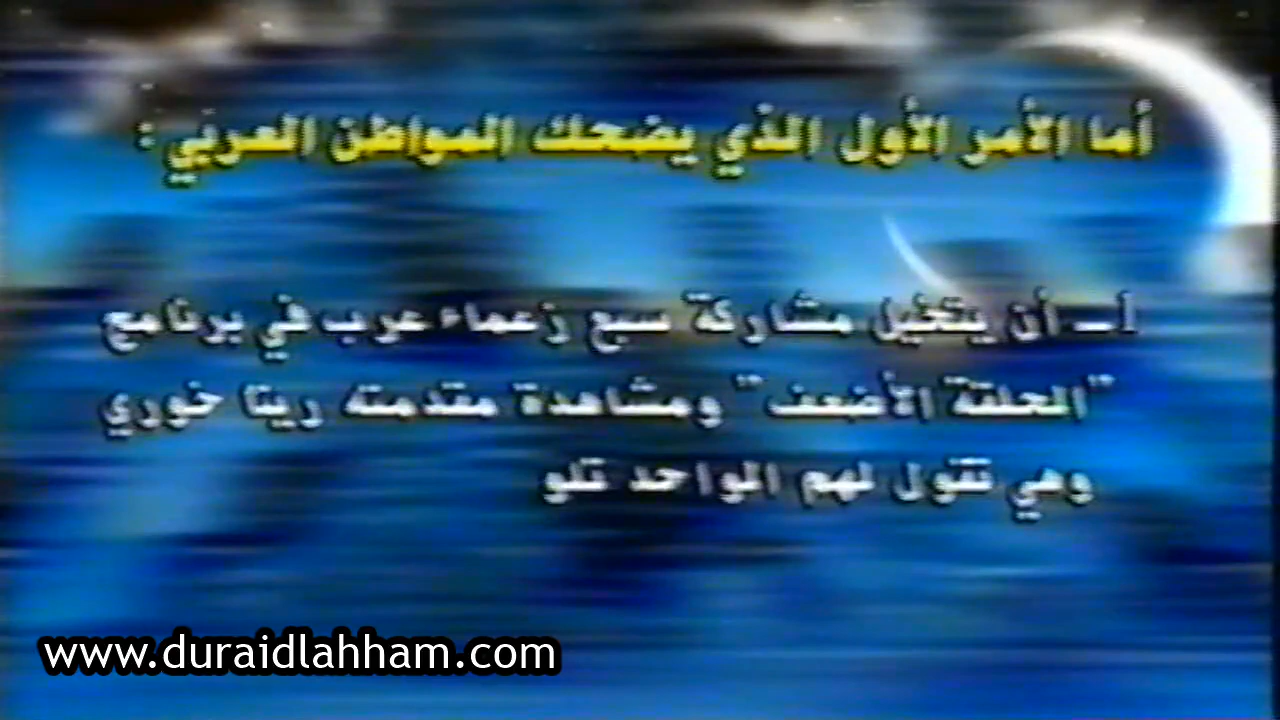 أما الأمر الأول الذي يضحك المواطن العربي :
1ـ أن يتخيل مشاركة سبع زعماء عرب في برنامج
"الحلقة الأضعف" ومشاهدة مقدمته ريتا خوري
وهي تقول لهم الواحد تلو
www.duraidlahham.com